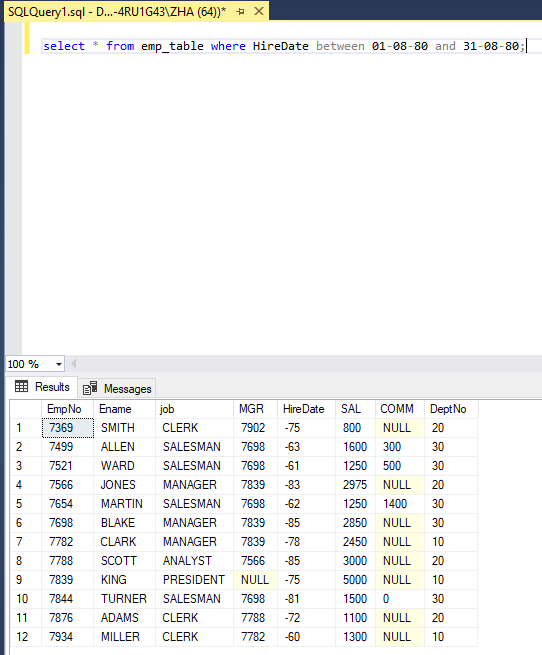 SQLQuery1.sql - D...-4RU1G43\ZHA (64))*
select * from emp_table where HireDate between 01-08-80 and 31-08-80;
100 %
Results Messages
EmpNo Ename job MGR HireDate SAL COMM DeptNo
1 7369 SMITH CLERK 7902 -75 800 NULL 20
2 7499 ALLEN SALESMAN 7698 -63 1600 300 30
3 7521 WARD SALESMAN 7698 -61 1250 500 30
4 7566 JONES MANAGER 7839 -83 2975 NULL 20
5 7654 MARTIN SALESMAN 7698 -62 1250 1400 30
6 7698 BLAKE MANAGER 7839 -85 2850 NULL 30
7 7782 CLARK MANAGER 7839 -78 2450 NULL 10
8 7788 SCOTT ANALYST 7566 -85 3000 NULL 20
9 7839 KING PRESIDENT NULL -75 5000 NULL 10
10 7844 TURNER SALESMAN 7698 -81 1500 0 30
11 7876 ADAMS CLERK 7788 -72 1100 NULL 20
12 7934 MILLER CLERK 7782 -60 1300 NULL 10